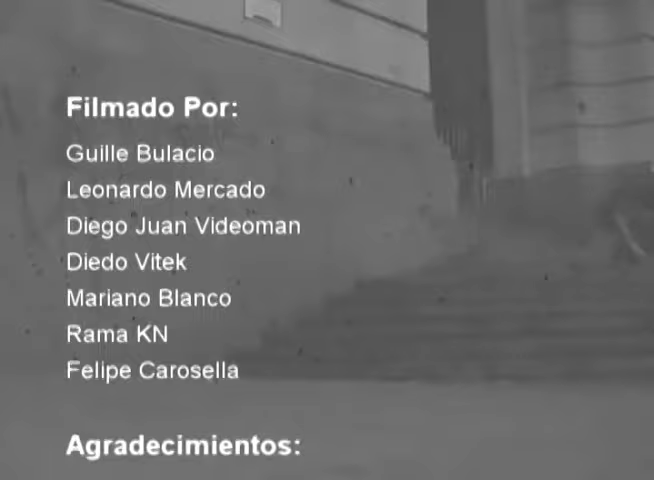 Filmado Por:
Guille Bulacio
Leonardo Mercado
Diego Juan Videoman
Diedo Vitek
Mariano Blanco
Rama KN
Felipe Carosella
Agradecimientos: